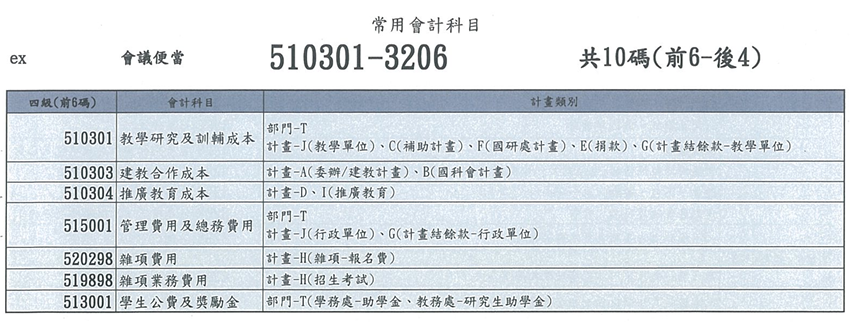 常用會計科目
ex 會議便當 510301-3206 共10碼(前6-後4)
四級(前6碼) 會計科目 計畫類別
510301 教學研究及訓輔成本 部門-T
計畫-J(教學單位)、C(補助計畫)、F(國研處計畫)、E(捐款)、G(計畫結餘款-教學單位)
510303 建教合作成本 計畫-A(委辦/建教計畫)、B(國科會計畫)
510304 推廣教育成本 計畫-D、I(推廣教育)
515001 管理費用及總務費用 部門-T
計畫-J(行政單位)、G(計畫結餘款-行政單位)
520298 雜項費用 計畫-H(雜項-報名費)
519898 雜項業務費用 計畫-H(招生考試)
513001 學生公費及獎勵金 部門-T(學務處-助學金、教務處-研究生助學金)